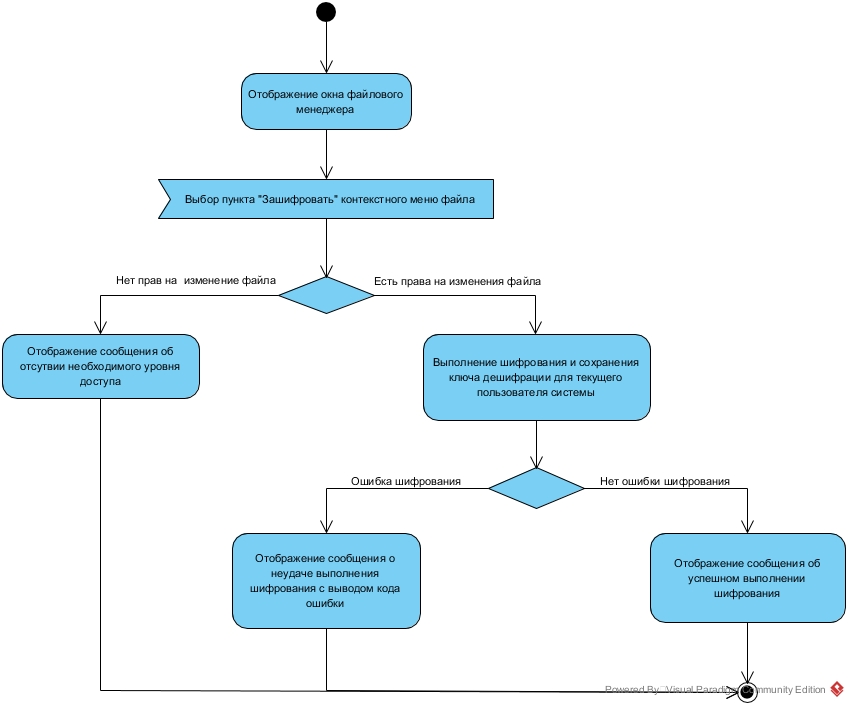 Отображение окна файлового
менеджера
Выбор пункта "Зашифровать" контекстного меню файла
Нет прав на изменение файла
Есть права на изменения файла
Отображение сообщения об
отсутвии необходимого уровня
доступа
Выполнение шифрования и сохранения
ключа дешифрации для текущего
пользователя системы
Ошибка шифрования
Нет ошибки шифрования
Отображение сообщения о
неудаче выполнения
шифрования с выводом кода
ошибки
Отображение сообщения об
успешном выполнении
шифрования
Powered By Visual Paradigm Community Edition